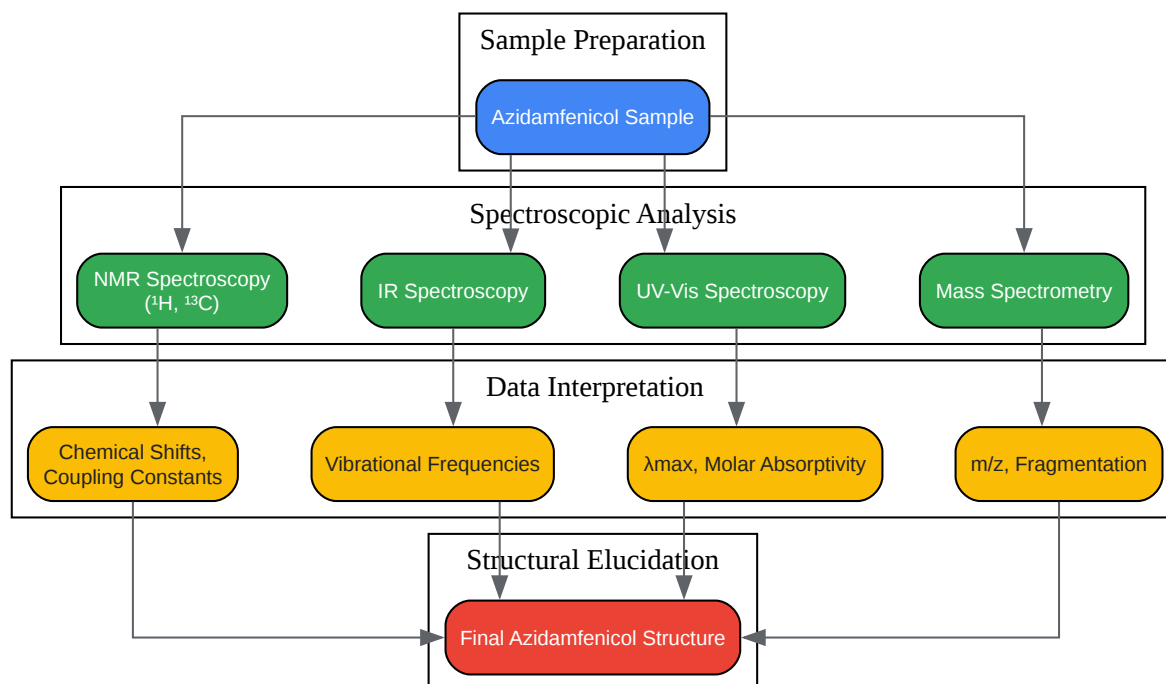 Sample Preparation
Azidamfenicol Sample
Spectroscopic Analysis
NMR Spectroscopy
(¹H, ¹³C)
IR Spectroscopy
UV-Vis Spectroscopy
Mass Spectrometry
Data Interpretation
Chemical Shifts,
Coupling Constants
Vibrational Frequencies
λmax, Molar Absorptivity
m/z, Fragmentation
Structural Elucidation
Final Azidamfenicol Structure